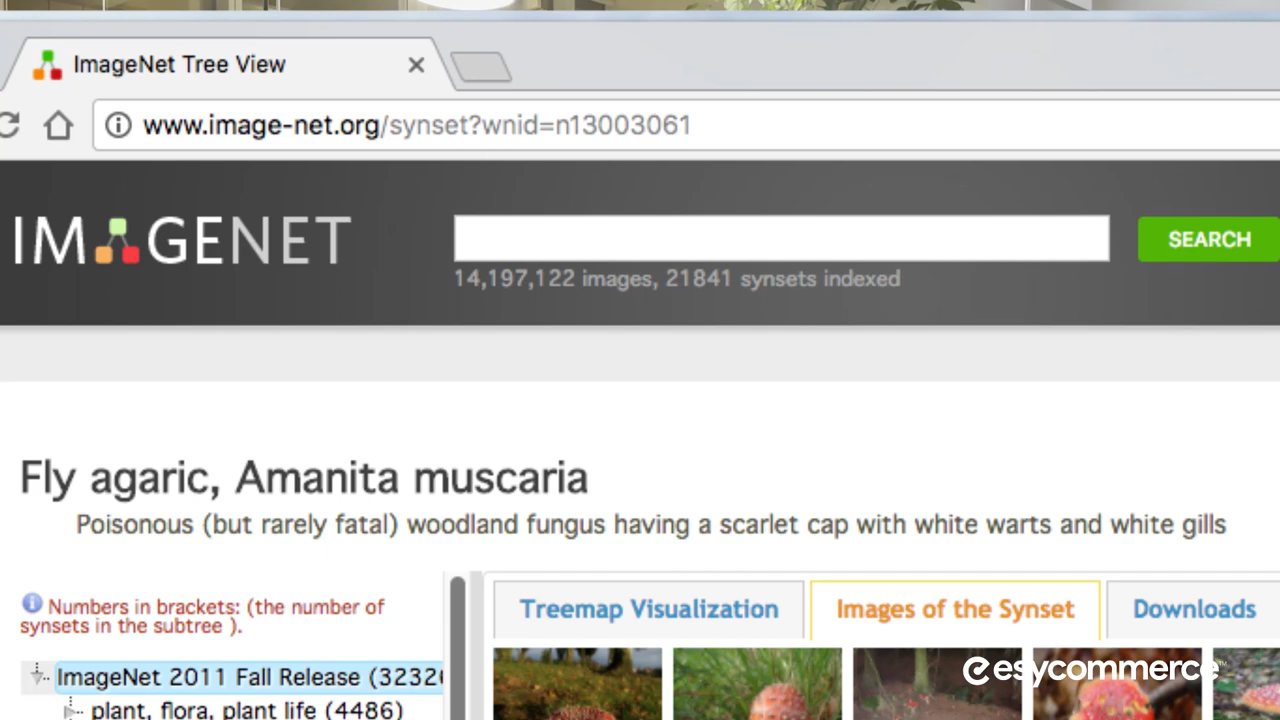 ImageNet Tree View
www.image-net.org/synset?wnid=n13003061
IMAGENET
SEARCH
14,197,122 images, 21841 synsets indexed
Fly agaric, Amanita muscaria
Poisonous (but rarely fatal) woodland fungus having a scarlet cap with white warts and white gills
Numbers in brackets: (the number of
synsets in the subtree ).
Treemap Visualization
Images of the Synset
Downloads
ImageNet 2011 Fall Release (3232
plant, flora, plant life (4486)
esycommerce™